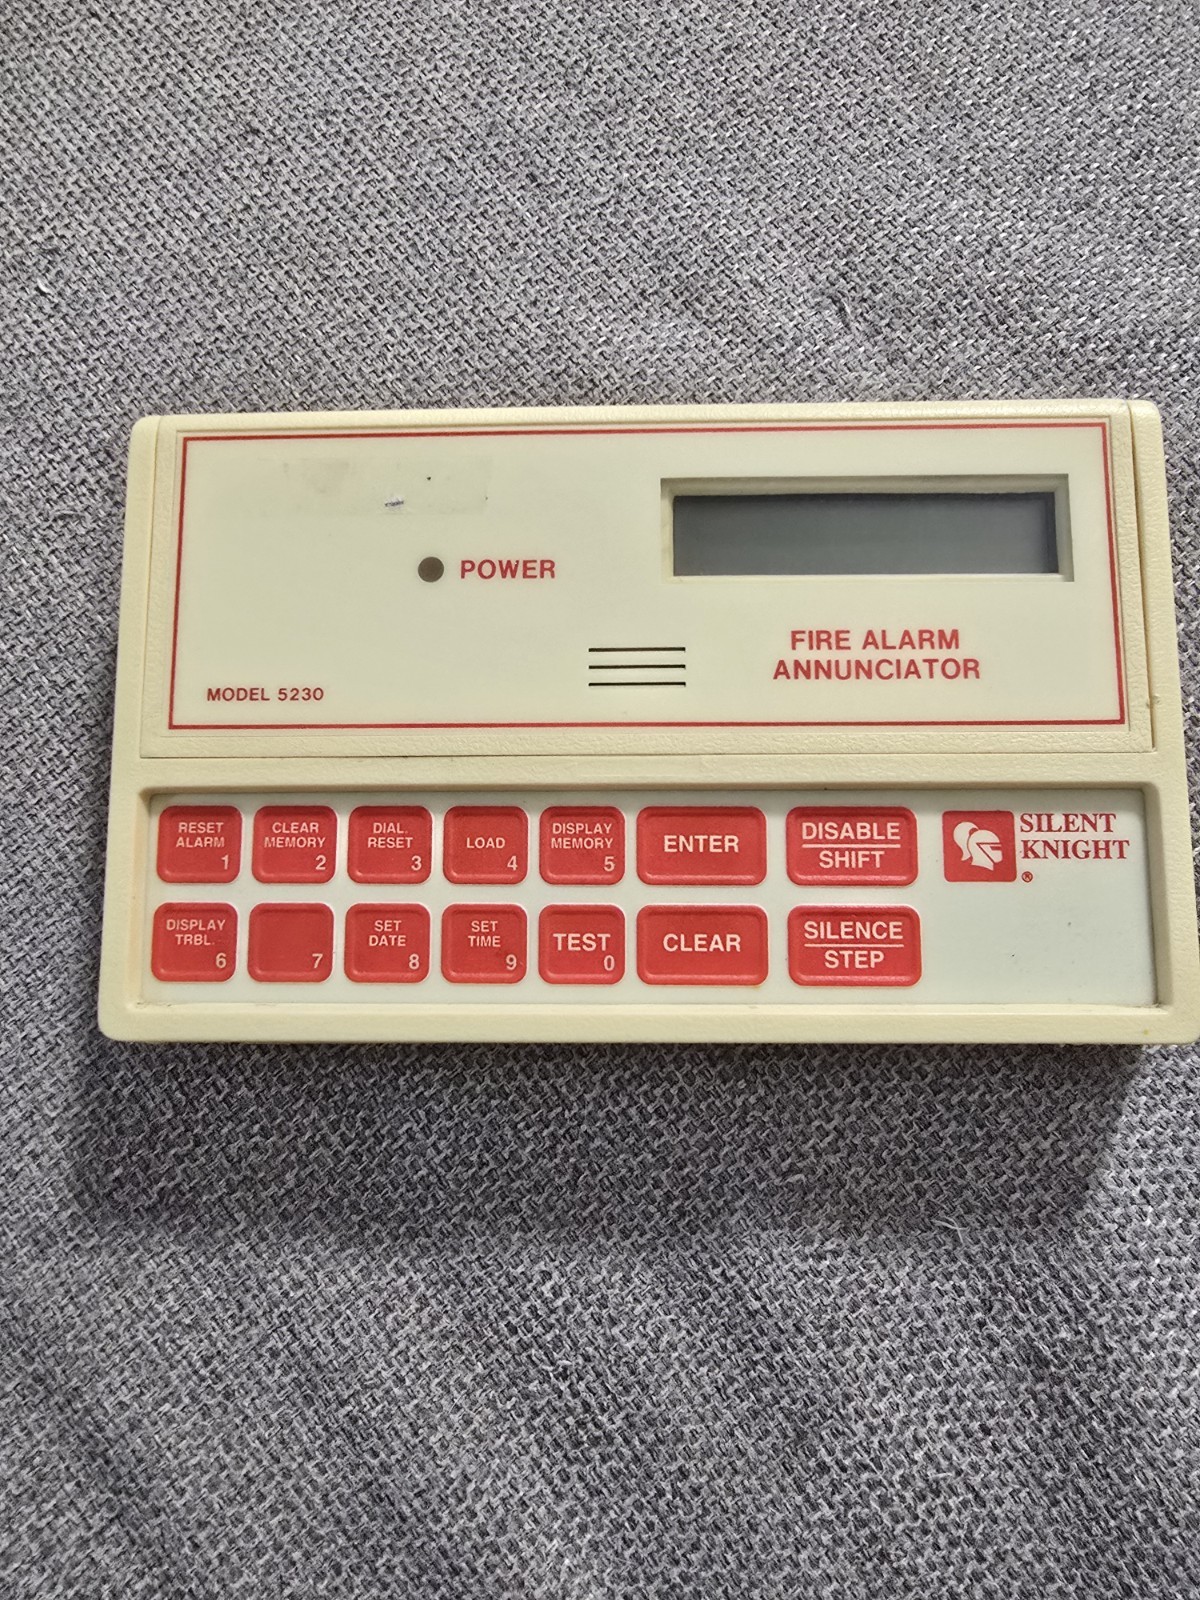 POWER
FIRE ALARM
ANNUNCIATOR
MODEL 5230
RESET
ALARM
1
CLEAR
MEMORY
2
DIAL.
RESET
3
LOAD
4
DISPLAY
MEMORY
5
ENTER
DISABLE
SHIFT
SILENT
KNIGHT
®
DISPLAY
TRBL.
6
7
SET
DATE
8
SET
TIME
9
TEST
0
CLEAR
SILENCE
STEP